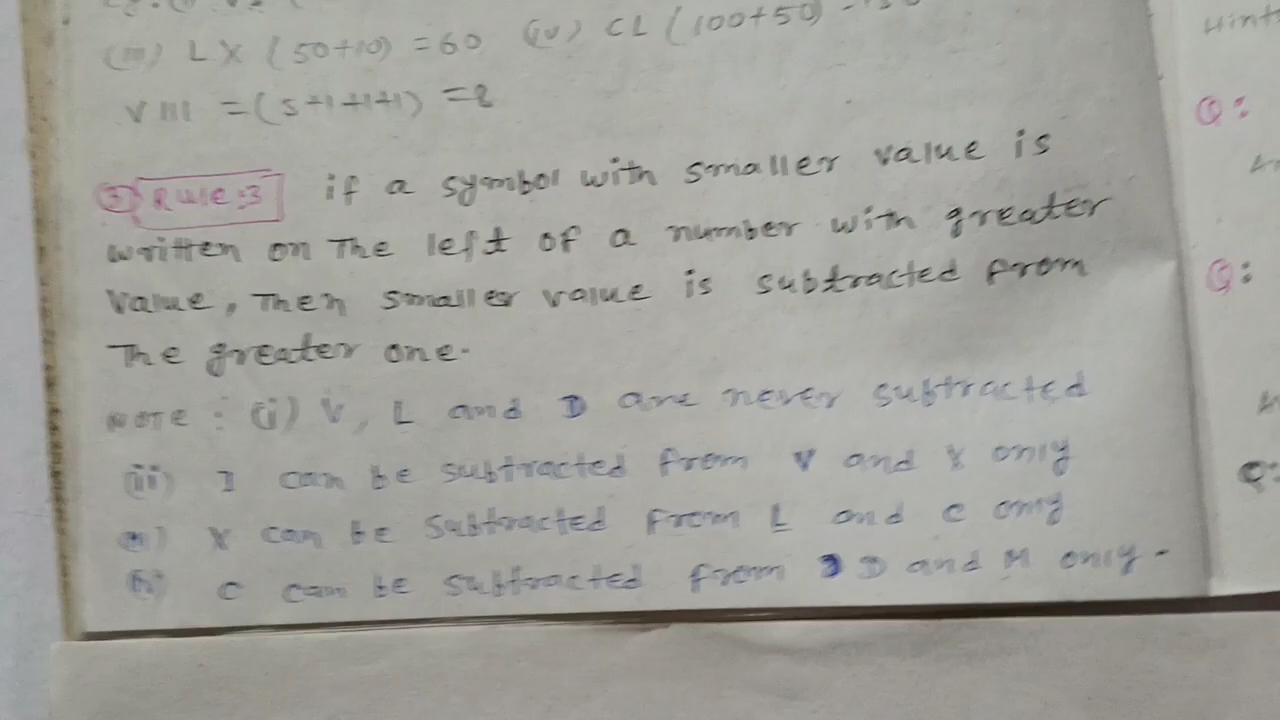 (iii) LX (50+10) = 60 (iv) CL (100+50)
VIII = (5+1+1+1) = 8
③ Rule:3 if a symbol with smaller value is
written on The left of a number with greater
Value, Then smaller value is subtracted from
The greater one.
NOTE : (i) V, L and D are never subtracted
(ii) I can be subtracted from V and X only
X can be subtracted from L and C only
C can be subtracted from D and M only.
Hint
Q:
Q:
Q: